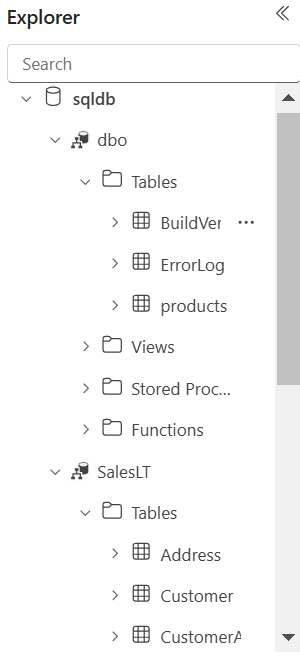 Explorer
Search
sqldb
dbo
Tables
BuildVer
ErrorLog
products
Views
Stored Proc...
Functions
SalesLT
Tables
Address
Customer
CustomerA